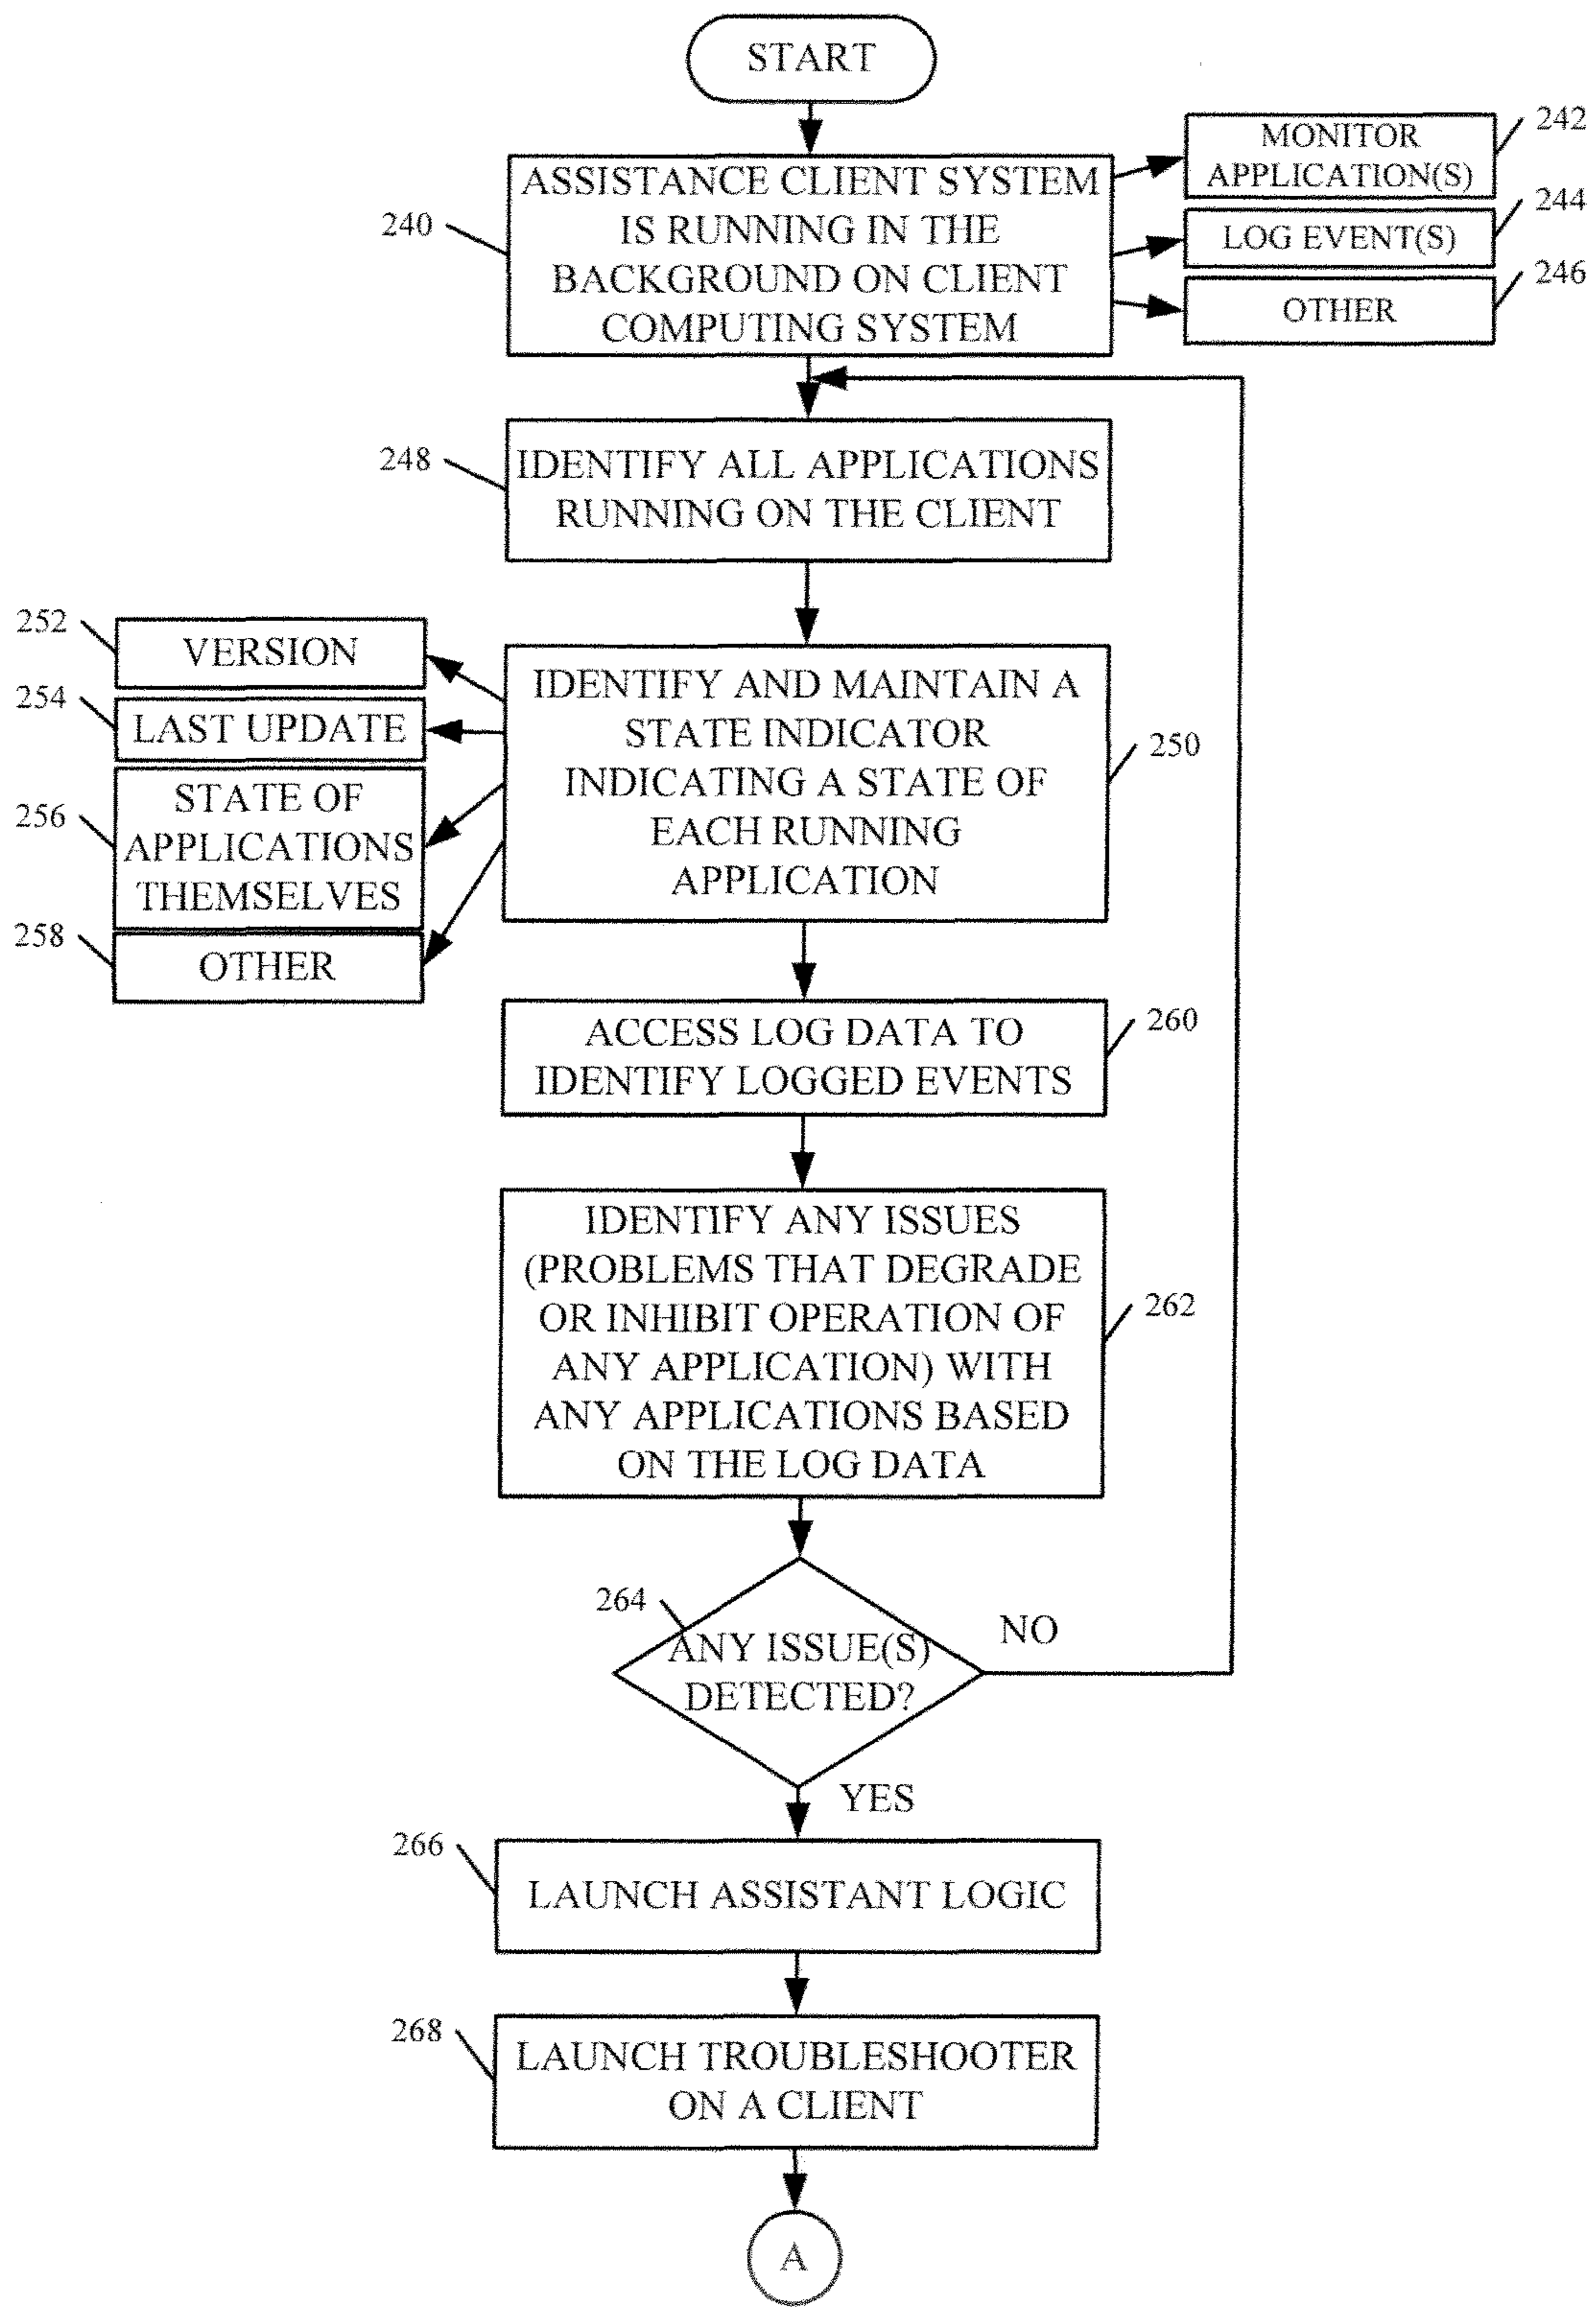 START
ASSISTANCE CLIENT SYSTEM
IS RUNNING IN THE
BACKGROUND ON CLIENT
COMPUTING SYSTEM
240
MONITOR
APPLICATION(S)
242
LOG EVENT(S)
244
OTHER
246
248
IDENTIFY ALL APPLICATIONS
RUNNING ON THE CLIENT
252
VERSION
254
LAST UPDATE
256
STATE OF
APPLICATIONS
THEMSELVES
258
OTHER
IDENTIFY AND MAINTAIN A
STATE INDICATOR
INDICATING A STATE OF
EACH RUNNING
APPLICATION
250
ACCESS LOG DATA TO
IDENTIFY LOGGED EVENTS
260
IDENTIFY ANY ISSUES
(PROBLEMS THAT DEGRADE
OR INHIBIT OPERATION OF
ANY APPLICATION) WITH
ANY APPLICATIONS BASED
ON THE LOG DATA
262
264
ANY ISSUE(S)
DETECTED?
NO
YES
266
LAUNCH ASSISTANT LOGIC
268
LAUNCH TROUBLESHOOTER
ON A CLIENT
A